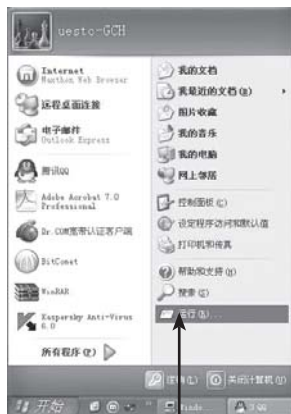 uestc-GCH
Internet
Maxthon Web Browser
远程桌面连接
电子邮件
Outlook Express
腾讯QQ
Adobe Acrobat 7.0
Professional
Dr.COM宽带认证客户端
BitComet
WinRAR
Kaspersky Anti-Virus
6.0
所有程序(P)
我的文档
我最近的文档(D)
图片收藏
我的音乐
我的电脑
网上邻居
控制面板(C)
设定程序访问和默认值
打印机和传真
帮助和支持(H)
搜索(S)
运行(R)...
注销(L)
关闭计算机(U)
开始